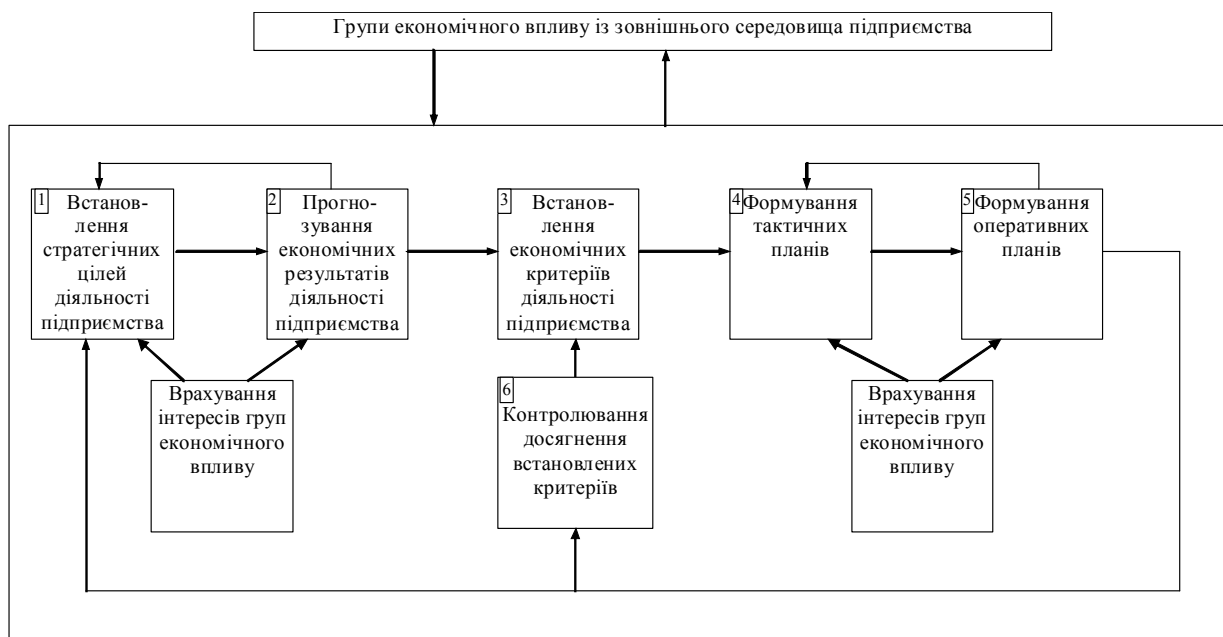 Групи економічного впливу із зовнішнього середовища підприємства
1
Встанов-
лення
стратегічних
цілей
діяльності
підприємства
2
Прогно-
зування
економічних
результатів
діяльності
підприємства
3
Встанов-
лення
економічних
критеріїв
діяльності
підприємства
4
Формування
тактичних
планів
5
Формування
оперативних
планів
Врахування
інтересів груп
економічного
впливу
6
Контролювання
досягнення
встановлених
критеріїв
Врахування
інтересів груп
економічного
впливу